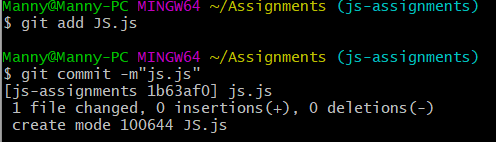 Manny@Manny-PC MINGW64 ~/Assignments (js-assignments)
$ git add JS.js
Manny@Manny-PC MINGW64 ~/Assignments (js-assignments)
$ git commit -m"js.js"
[js-assignments 1b63af0] js.js
1 file changed, 0 insertions(+), 0 deletions(-)
create mode 100644 JS.js